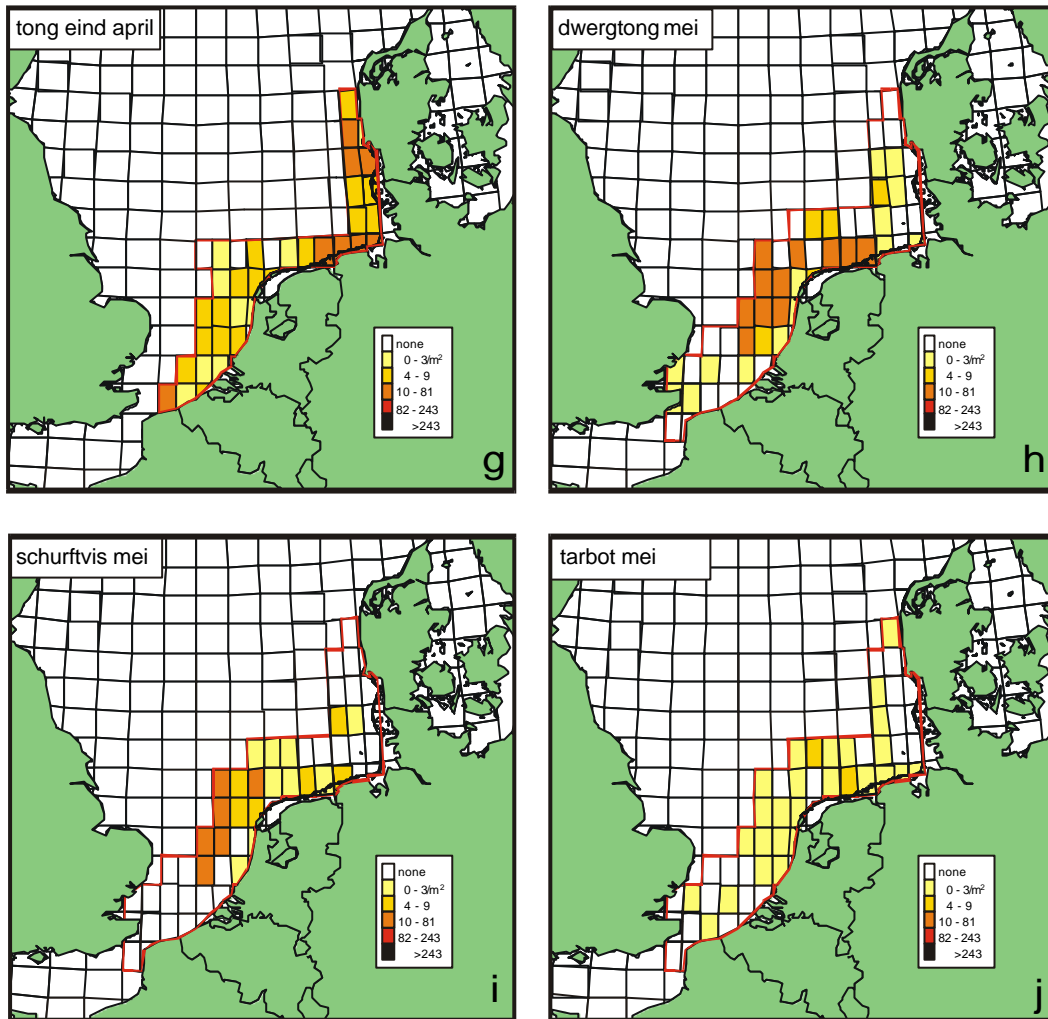 tong eind april
none
0 - 3/m²
4 - 9
10 - 81
82 - 243
>243
g
dwergtong mei
none
0 - 3/m²
4 - 9
10 - 81
82 - 243
>243
h
schurftvis mei
none
0 - 3/m²
4 - 9
10 - 81
82 - 243
>243
i
tarbot mei
none
0 - 3/m²
4 - 9
10 - 81
82 - 243
>243
j